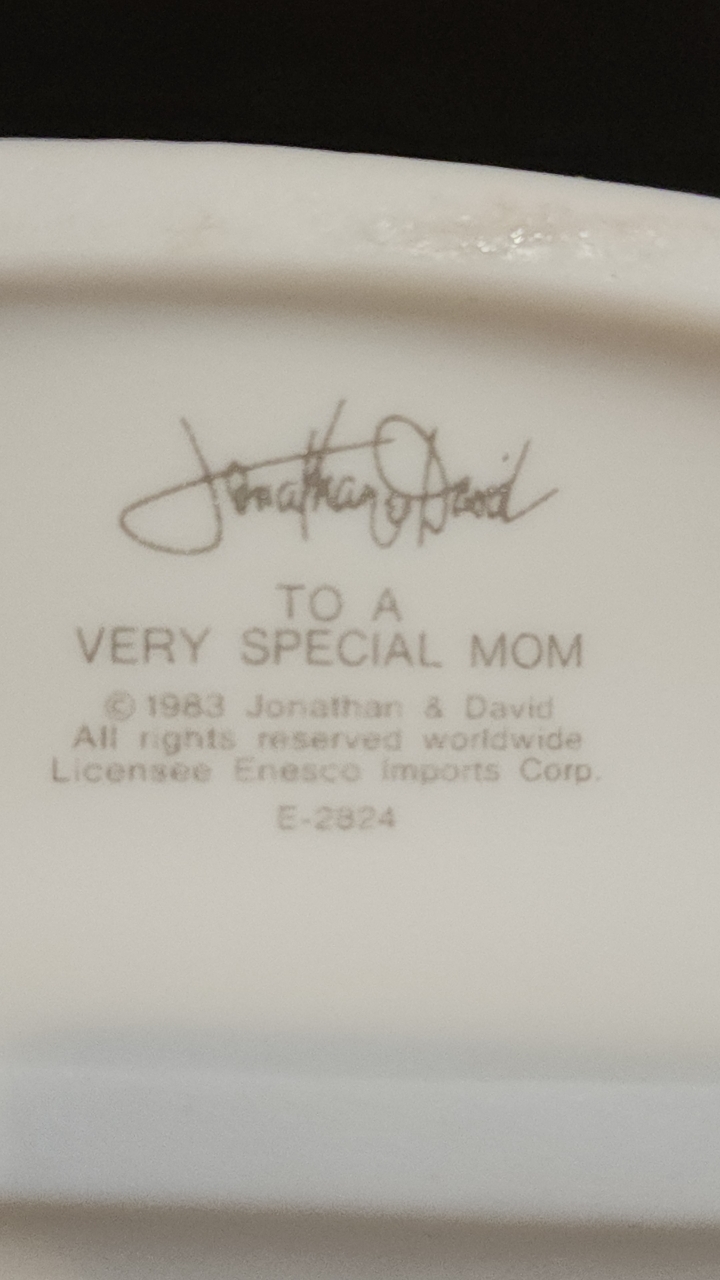 Jonathan & David
TO A
VERY SPECIAL MOM
© 1983 Jonathan & David
All rights reserved worldwide
Licensee Enesco Imports Corp.
E-2824